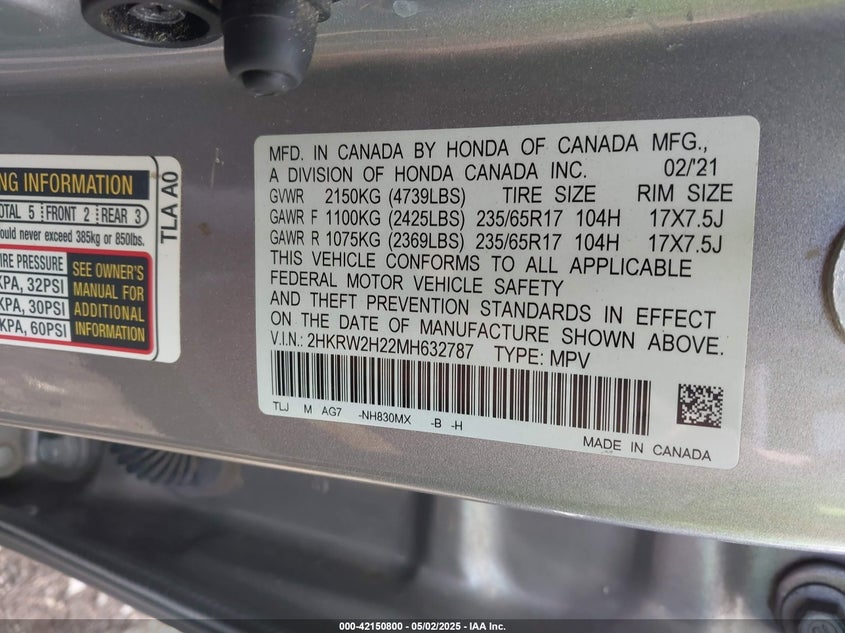 NG INFORMATION
OTAL 5 FRONT 2 REAR 3
ould never exceed 385kg or 850lbs.
IRE PRESSURE
KPA, 32PSI
KPA, 30PSI
KPA, 60PSI
SEE OWNER'S
MANUAL FOR
ADDITIONAL
INFORMATION
TLA A0
MFD. IN CANADA BY HONDA OF CANADA MFG.,
A DIVISION OF HONDA CANADA INC. 02/'21
GVWR 2150KG (4739LBS) TIRE SIZE RIM SIZE
GAWR F 1100KG (2425LBS) 235/65R17 104H 17X7.5J
GAWR R 1075KG (2369LBS) 235/65R17 104H 17X7.5J
THIS VEHICLE CONFORMS TO ALL APPLICABLE
FEDERAL MOTOR VEHICLE SAFETY
AND THEFT PREVENTION STANDARDS IN EFFECT
ON THE DATE OF MANUFACTURE SHOWN ABOVE.
V.I.N.: 2HKRW2H22MH632787 TYPE: MPV
TLJ M AG7 -NH830MX -B -H
MADE IN CANADA
000-42150800 - 05/02/2025 - IAA Inc.